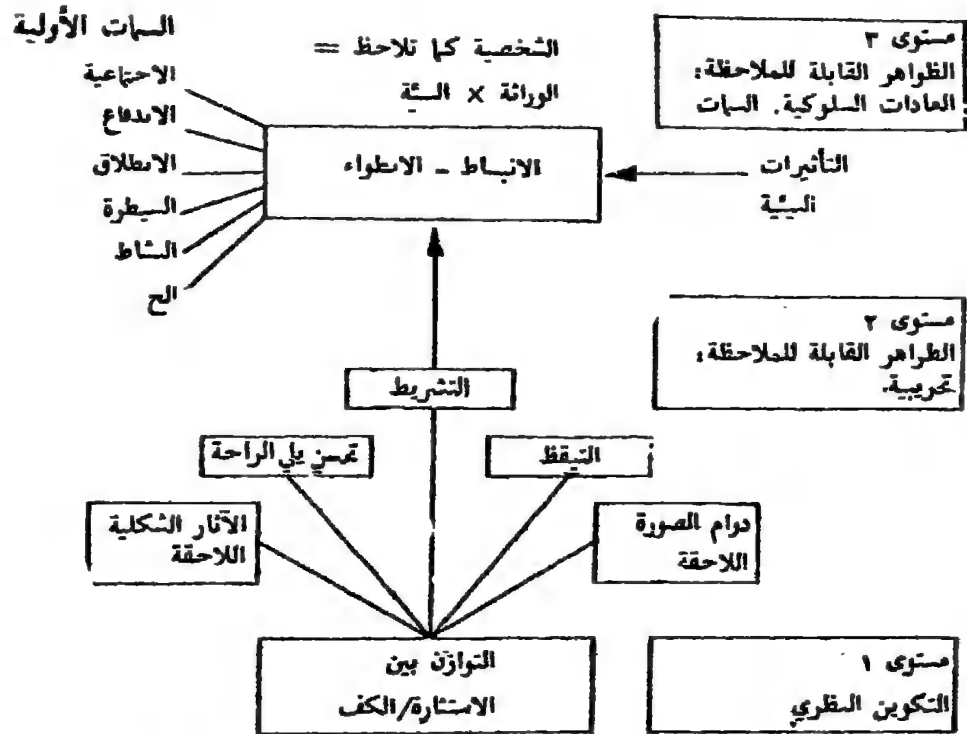 السمات الأولية
الاجتماعية
الاندفاع
الانطلاق
السيطرة
النشاط
الخ
الشخصية كما تلاحظ =
الوراثة × البيئة
الانبساط - الانطواء
التأثيرات
البيئية
مستوى ٣
الظواهر القابلة للملاحظة:
العادات السلوكية. السمات
مستوى ٢
الظواهر القابلة للملاحظة:
تجريبية.
التشريط
تحسن يلي الراحة
التيقظ
الآثار الشكلية
اللاحقة
دوام الصورة
اللاحقة
التوازن بين
الاستثارة/الكف
مستوى ١
التكوين النظري